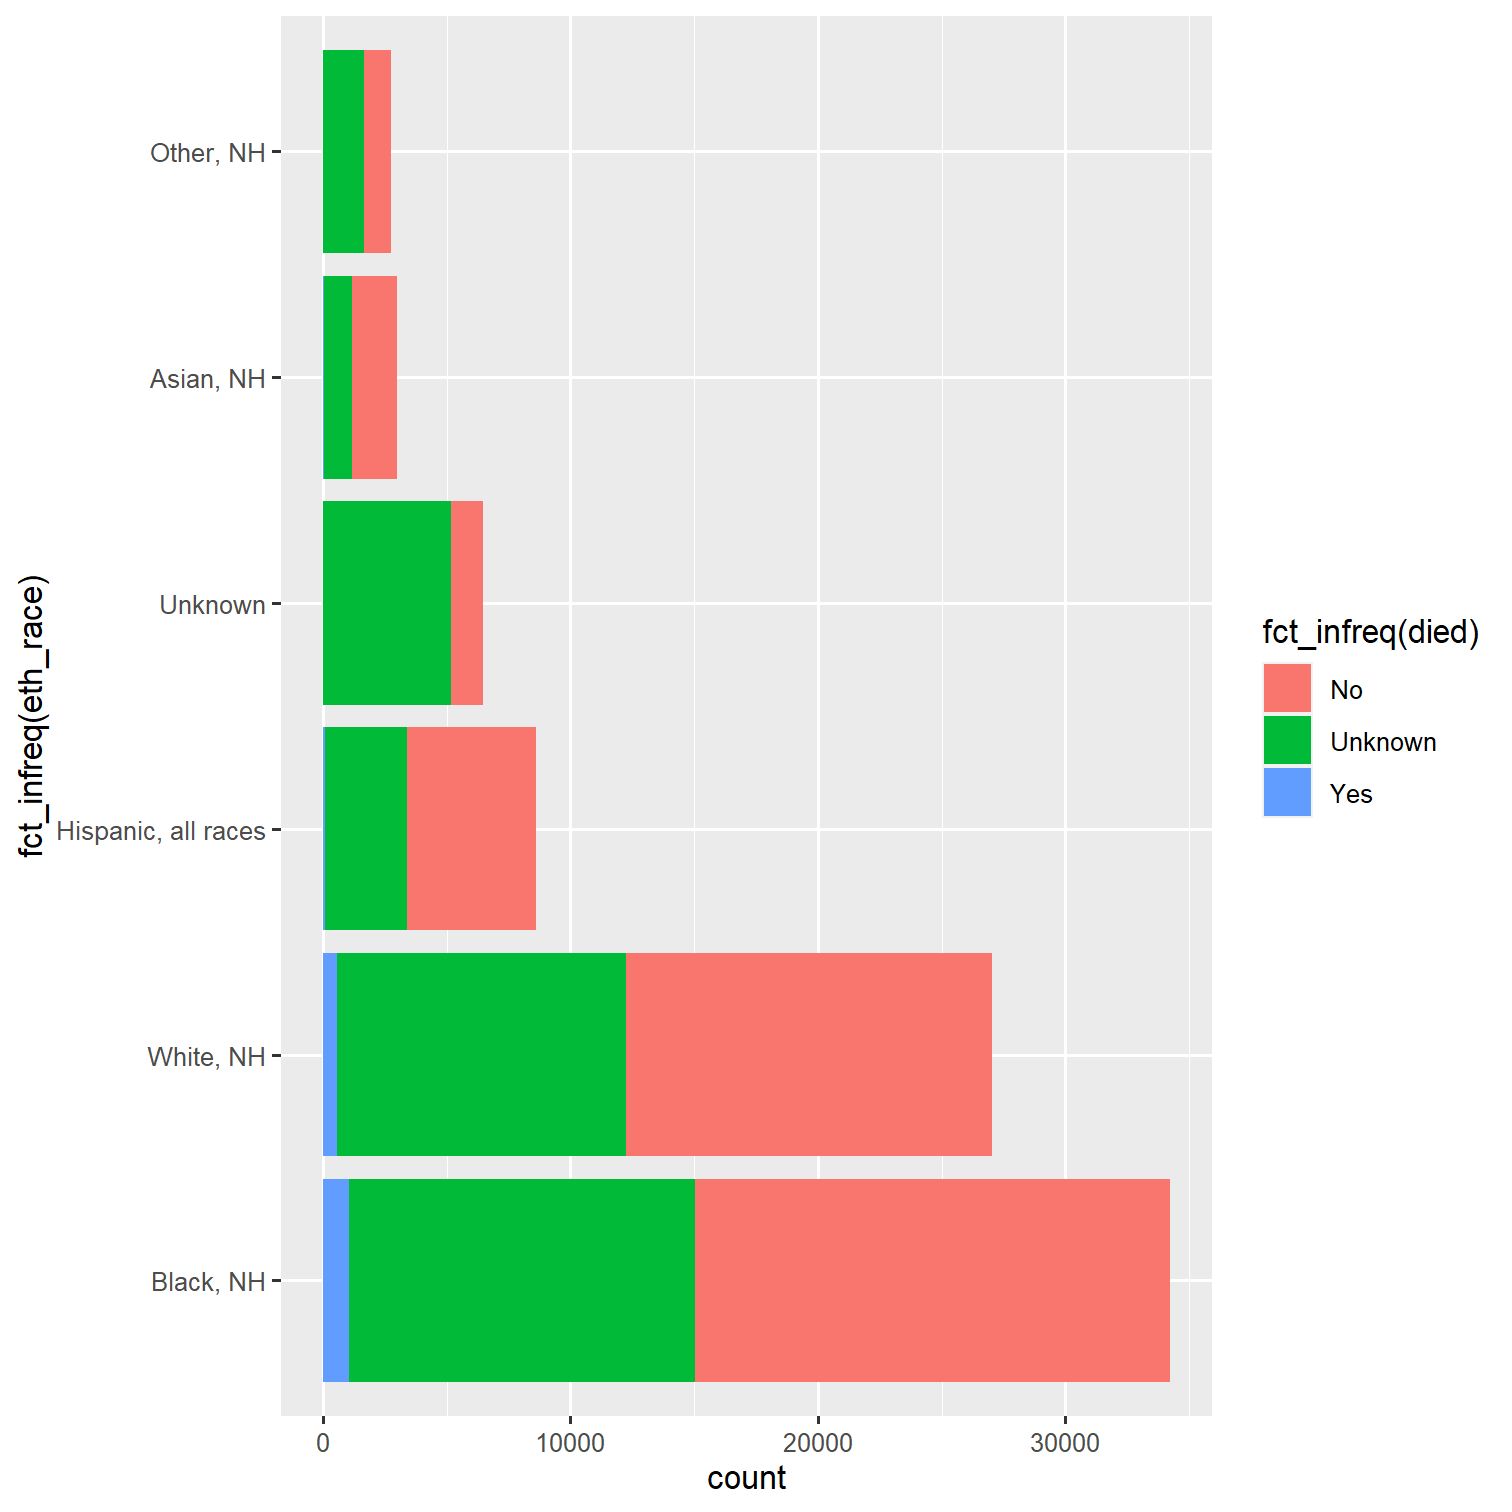 fct_infreq(eth_race)
Other, NH
Asian, NH
Unknown
Hispanic, all races
White, NH
Black, NH
0 10000 20000 30000
count
fct_infreq(died)
No
Unknown
Yes